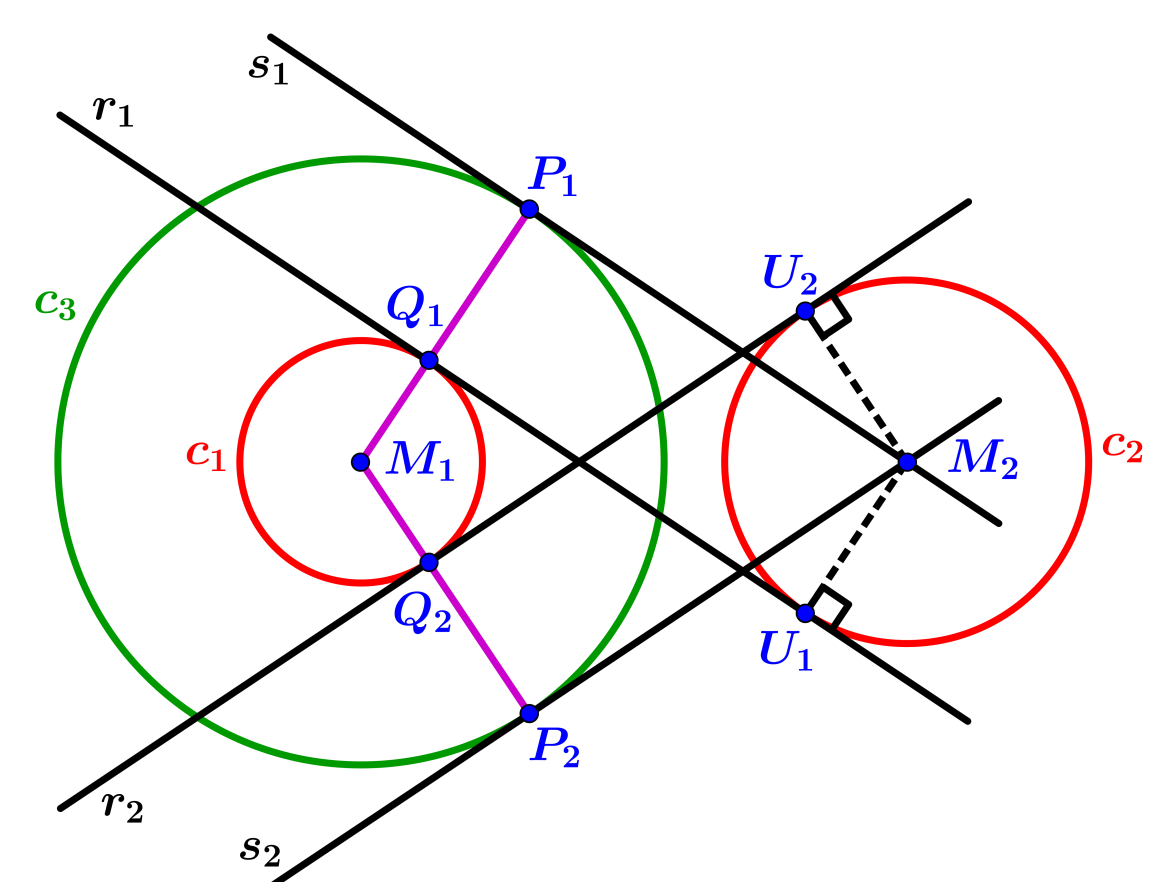 s₁
r₁
P₁
U₂
c₃
Q₁
c₁
M₁
M₂
c₂
Q₂
U₁
P₂
r₂
s₂